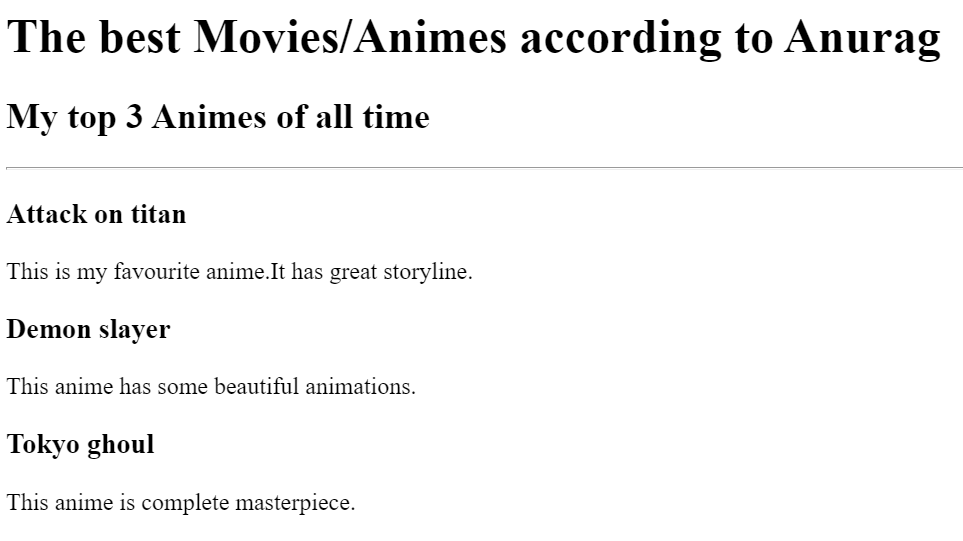 The best Movies/Animes according to Anurag
My top 3 Animes of all time
Attack on titan
This is my favourite anime.It has great storyline.
Demon slayer
This anime has some beautiful animations.
Tokyo ghoul
This anime is complete masterpiece.